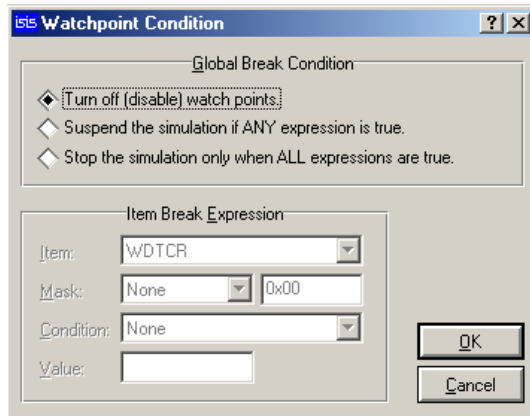 isis Watchpoint Condition
Global Break Condition
Turn off (disable) watch points.
Suspend the simulation if ANY expression is true.
Stop the simulation only when ALL expressions are true.
Item Break Expression
Item: WDTCR
Mask: None 0x00
Condition: None
Value:
OK
Cancel